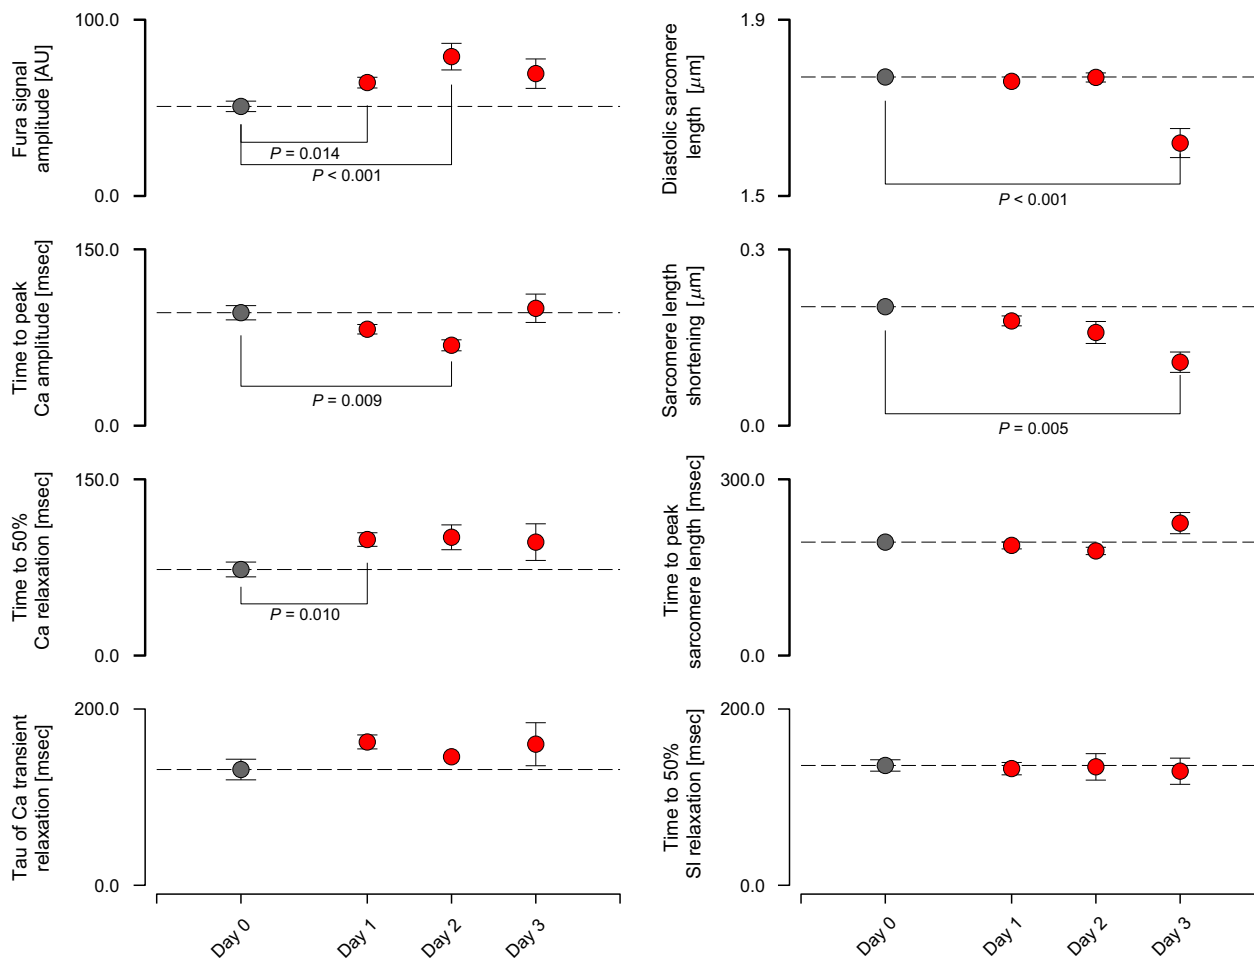 100.0
Fura signal
amplitude [AU]
P = 0.014
P < 0.001
0.0
150.0
Time to peak
Ca amplitude [msec]
P = 0.009
0.0
150.0
Time to 50%
Ca relaxation [msec]
P = 0.010
0.0
200.0
Tau of Ca transient
relaxation [msec]
0.0
Day 0
Day 1
Day 2
Day 3
1.9
Diastolic sarcomere
length [μm]
1.5
P < 0.001
0.3
Sarcomere length
shortening [μm]
0.0
P = 0.005
300.0
Time to peak
sarcomere length [msec]
0.0
200.0
Time to 50%
Sl relaxation [msec]
0.0
Day 0
Day 1
Day 2
Day 3